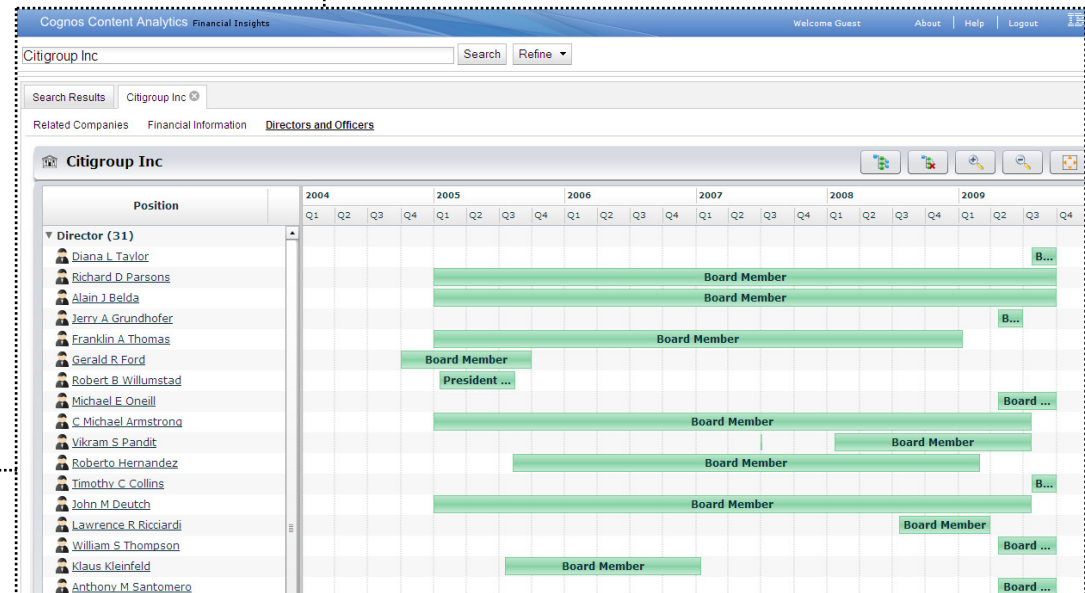 Cognos Content Analytics Financial Insights Welcome Guest About Help Logout
Citigroup Inc Search Refine
Search Results Citigroup Inc
Related Companies Financial Information Directors and Officers
Citigroup Inc
Position 2004 2005 2006 2007 2008 2009
Q1 Q2 Q3 Q4 Q1 Q2 Q3 Q4 Q1 Q2 Q3 Q4 Q1 Q2 Q3 Q4 Q1 Q2 Q3 Q4 Q1 Q2 Q3 Q4
Director (31)
Diana L Taylor B...
Richard D Parsons Board Member
Alain J Belda Board Member
Jerry A Grundhofer B...
Franklin A Thomas Board Member
Gerald R Ford Board Member
Robert B Willumstad President ...
Michael E Oneill Board ...
C Michael Armstrong Board Member
Vikram S Pandit Board Member
Roberto Hernandez Board Member
Timothy C Collins B...
John M Deutch Board Member
Lawrence R Ricciardi Board Member
William S Thompson Board ...
Klaus Kleinfeld Board Member
Anthony M Santomero Board ...